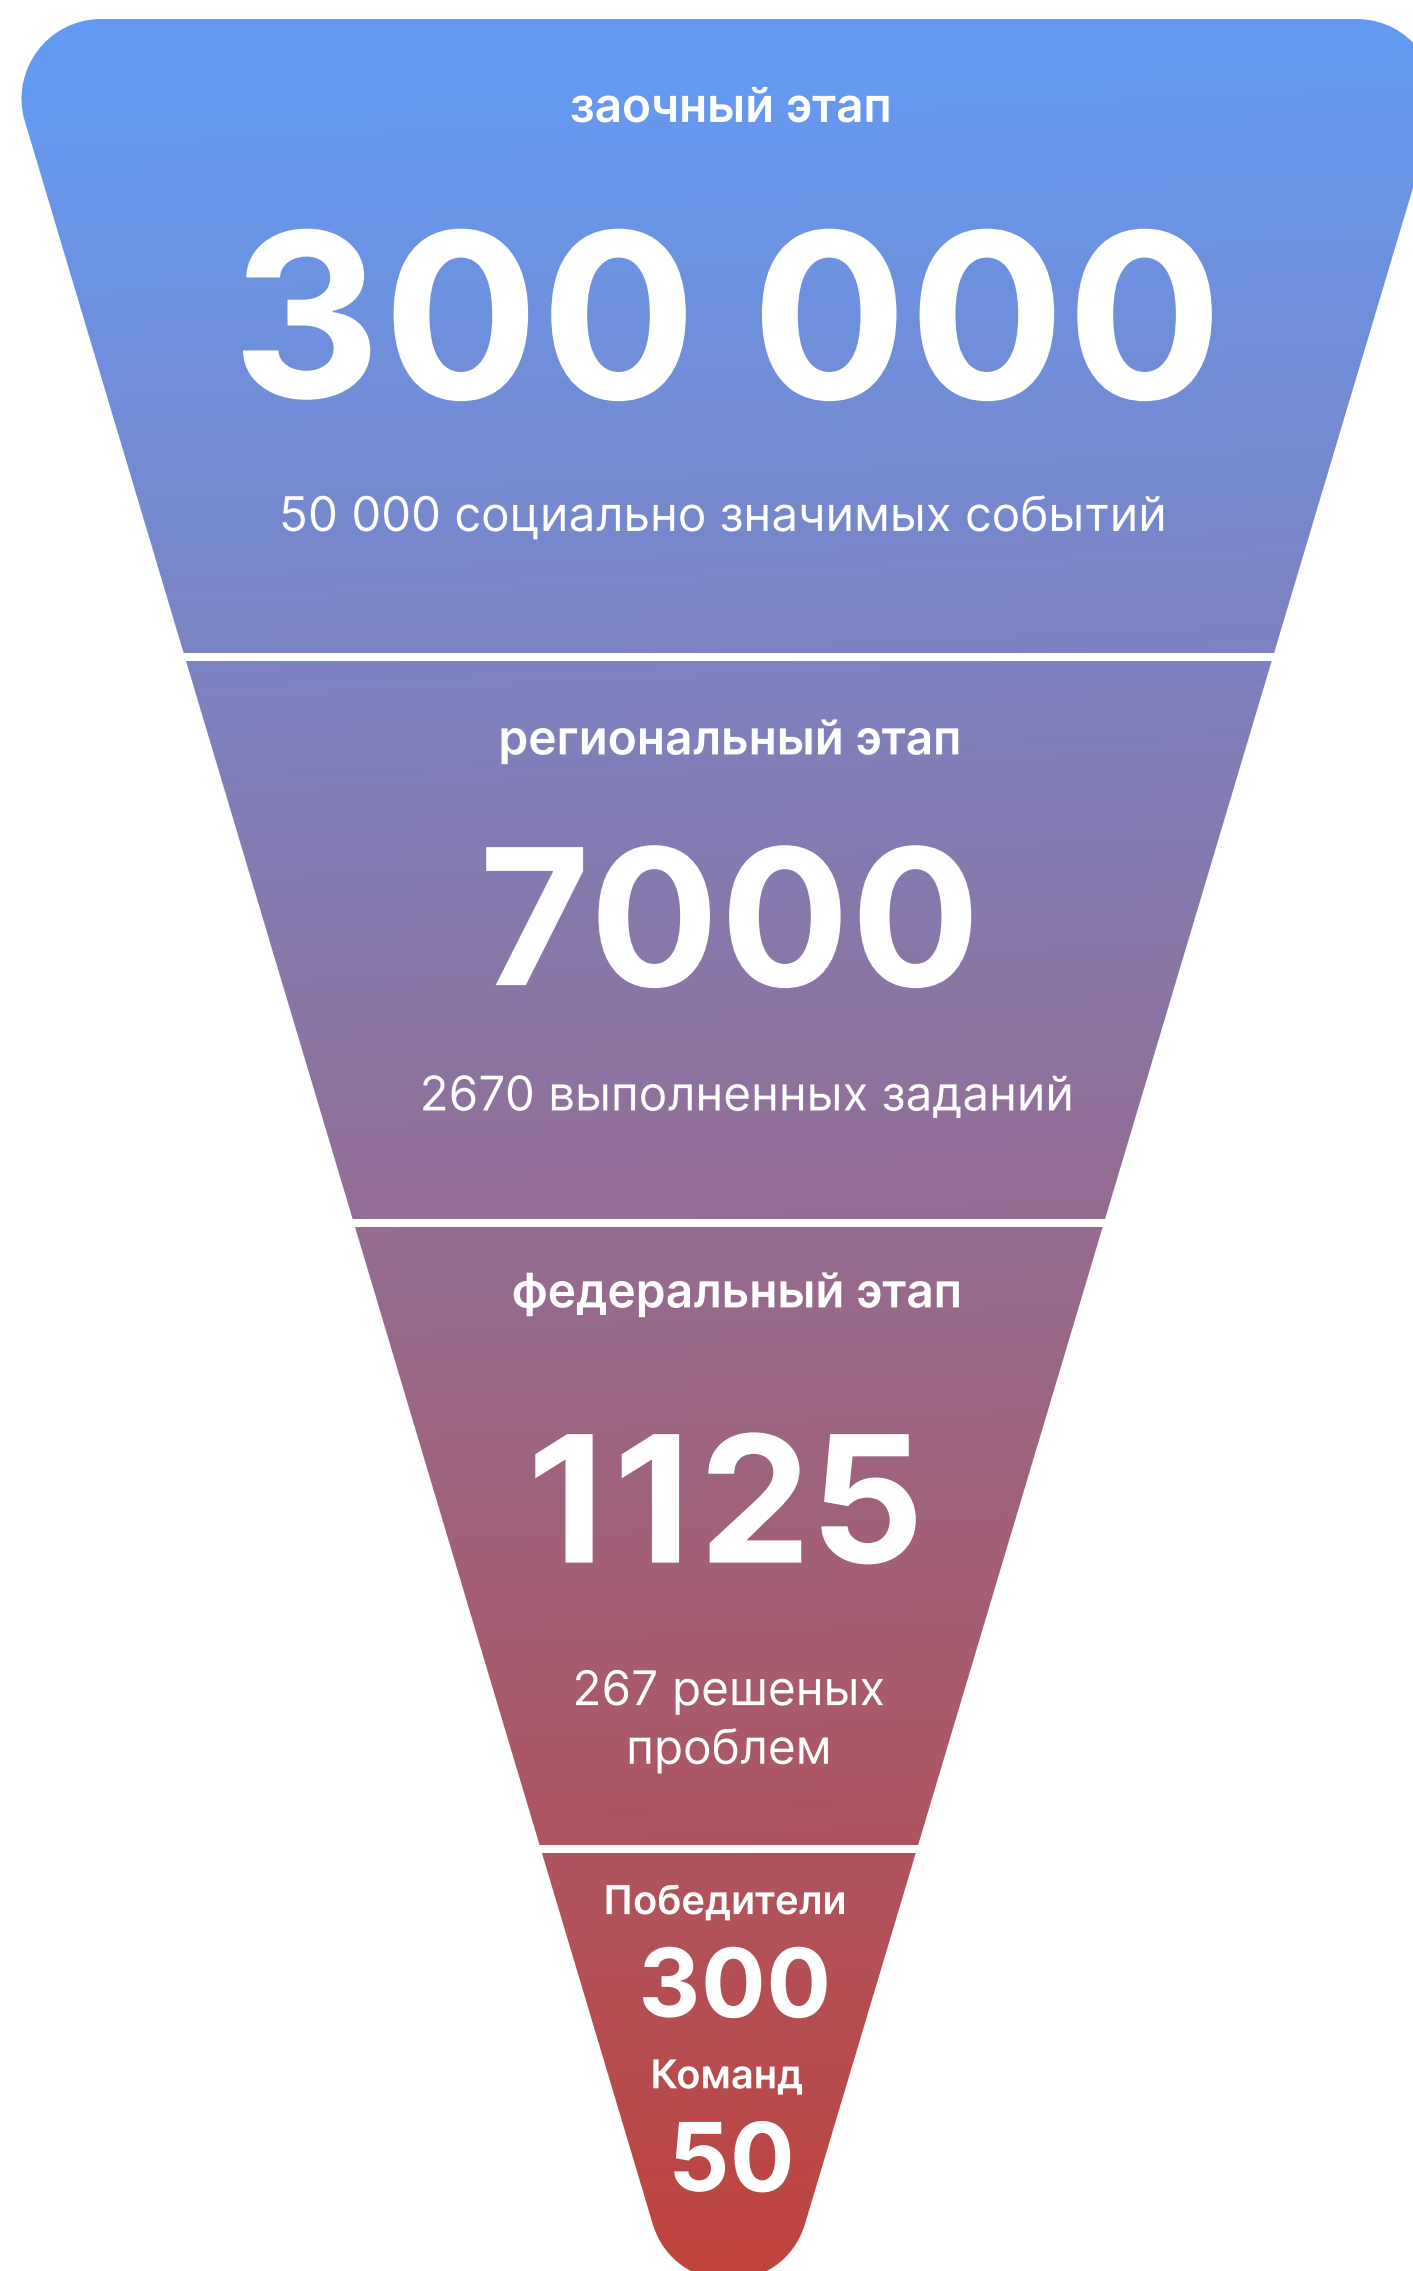 заочный этап
300 000
50 000 социально значимых событий
региональный этап
7000
2670 выполненных заданий
федеральный этап
1125
267 решеных
проблем
Победители
300
Команд
50